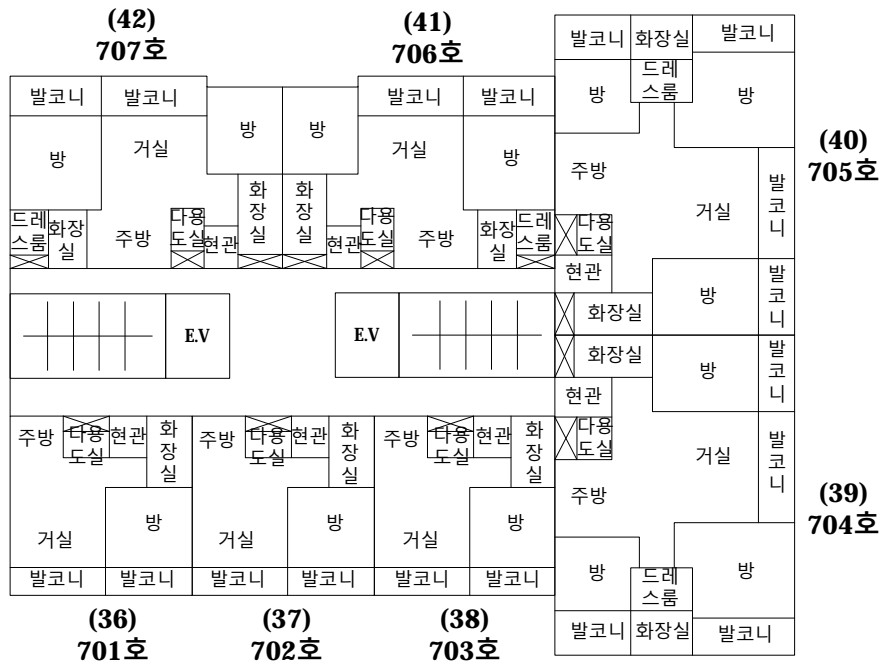 (42)
707호
(41)
706호
발코니
화장실
발코니
드레
스룸
방
방
발코니
발코니
발코니
발코니
방
방
방
거실
거실
방
(40)
705호
주방
거실
발
코
니
화
장
실
화
장
실
드레
스룸
화장
실
주방
다용
도실
현관
현관
다용
도실
주방
화장
실
드레
스룸
다용
도실
현관
방
발
코
니
화장실
E.V
E.V
화장실
방
발
코
니
현관
주방
다용
도실
현관
화
장
실
주방
다용
도실
현관
화
장
실
주방
다용
도실
현관
화
장
실
다용
도실
거실
발
코
니
주방
(39)
704호
거실
방
거실
방
거실
방
발코니
발코니
발코니
발코니
발코니
발코니
방
드레
스룸
방
발코니
화장실
발코니
(36)
701호
(37)
702호
(38)
703호